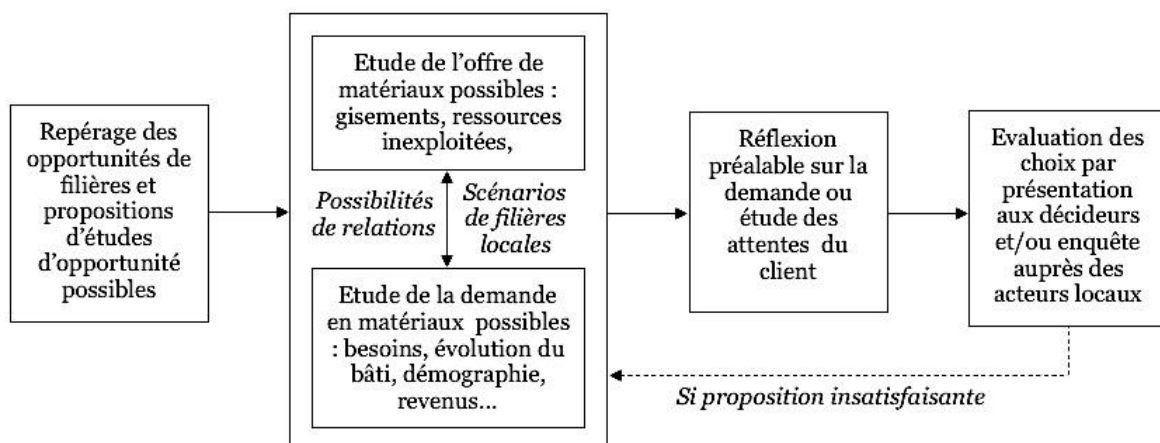 Repérage des
opportunités de
filières et
propositions
d'études
d'opportunité
possibles
Etude de l'offre de
matériaux possibles :
gisements, ressources
inexploitées,
Possibilités
de relations
Scénarios
de filières
locales
Etude de la demande
en matériaux possibles
: besoins, évolution du
bâti, démographie,
revenus...
Réflexion
préalable sur la
demande ou
étude des
attentes du
client
Evaluation des
choix par
présentation
aux décideurs
et/ou enquête
auprès des
acteurs locaux
Si proposition insatisfaisante